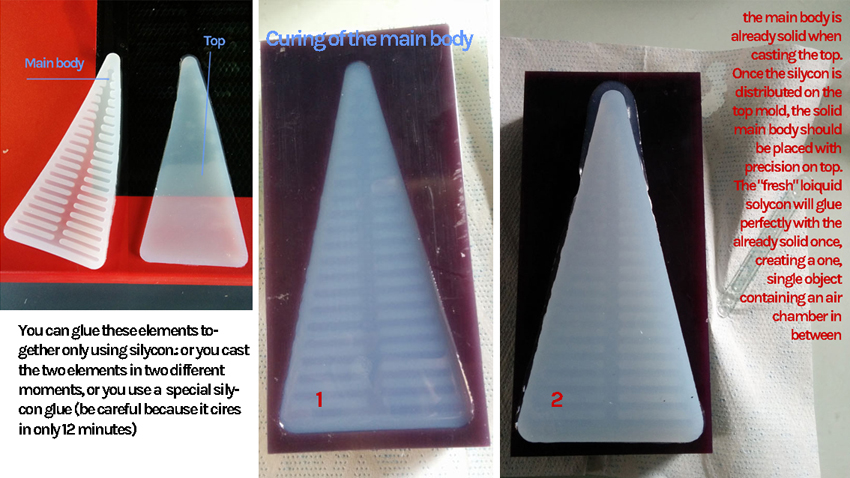 Main body
Top
You can glue these elements to-
gether only using silycon.: or you cast
the two elements in two different
moments, or you use a special sily-
con glue (be careful because it cires
in only 12 minutes)
Curing of the main body
1
2
the main body is
already solid when
casting the top.
Once the silycon is
distributed on the
top mold, the solid
main body should
be placed with
precision on top.
The "fresh" loiquid
solycon will glue
perfectly with the
already solid once,
creating a one,
single object
containing an air
chamber in
between